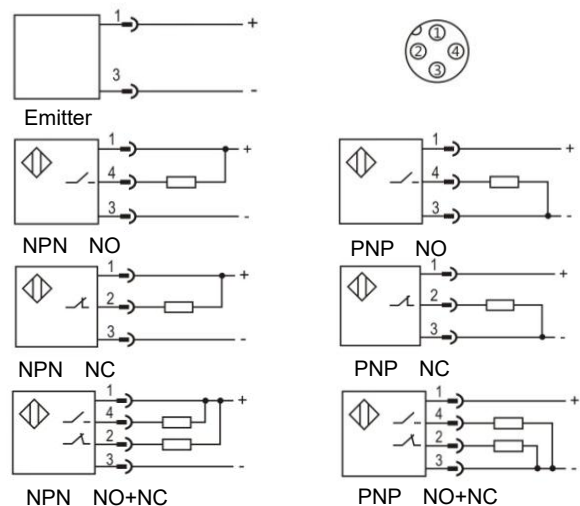 1 +
3 -
Emitter
① ② ④ ③
1 +
4
3 -
NPN NO
1 +
4
3 -
PNP NO
1 +
2
3 -
NPN NC
1 +
2
3 -
PNP NC
1 +
4
2
3 -
NPN NO+NC
1 +
4
2
3 -
PNP NO+NC